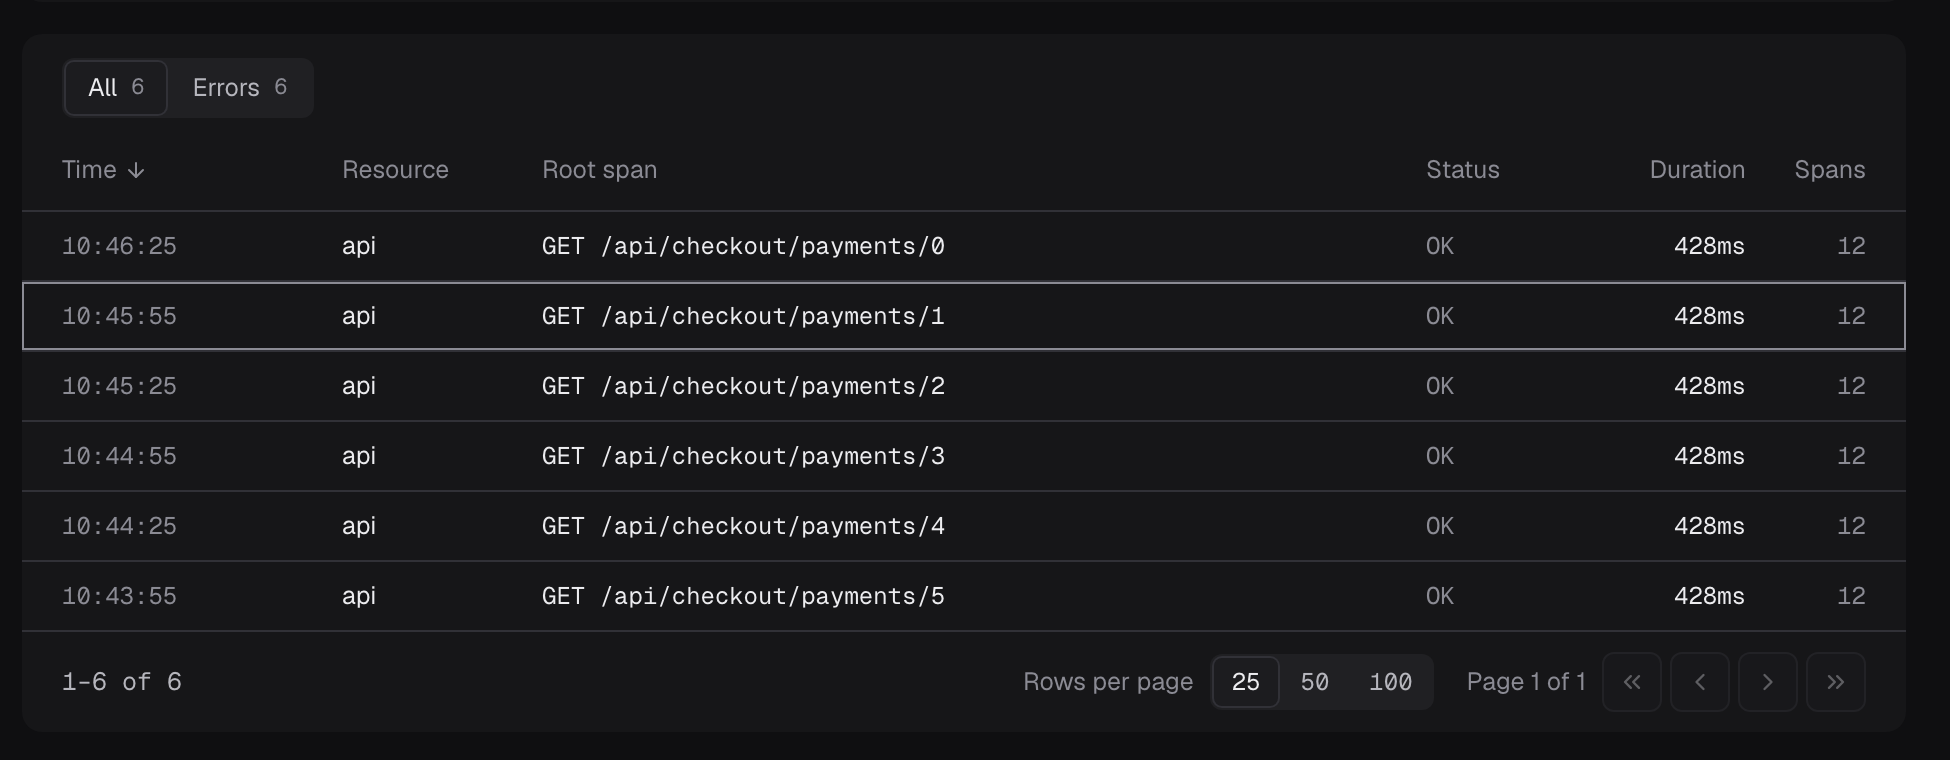 All 6 Errors 6
Time ↓ Resource Root span Status Duration Spans
10:46:25 api GET /api/checkout/payments/0 OK 428ms 12
10:45:55 api GET /api/checkout/payments/1 OK 428ms 12
10:45:25 api GET /api/checkout/payments/2 OK 428ms 12
10:44:55 api GET /api/checkout/payments/3 OK 428ms 12
10:44:25 api GET /api/checkout/payments/4 OK 428ms 12
10:43:55 api GET /api/checkout/payments/5 OK 428ms 12
1–6 of 6 Rows per page 25 50 100 Page 1 of 1 « ‹ › »